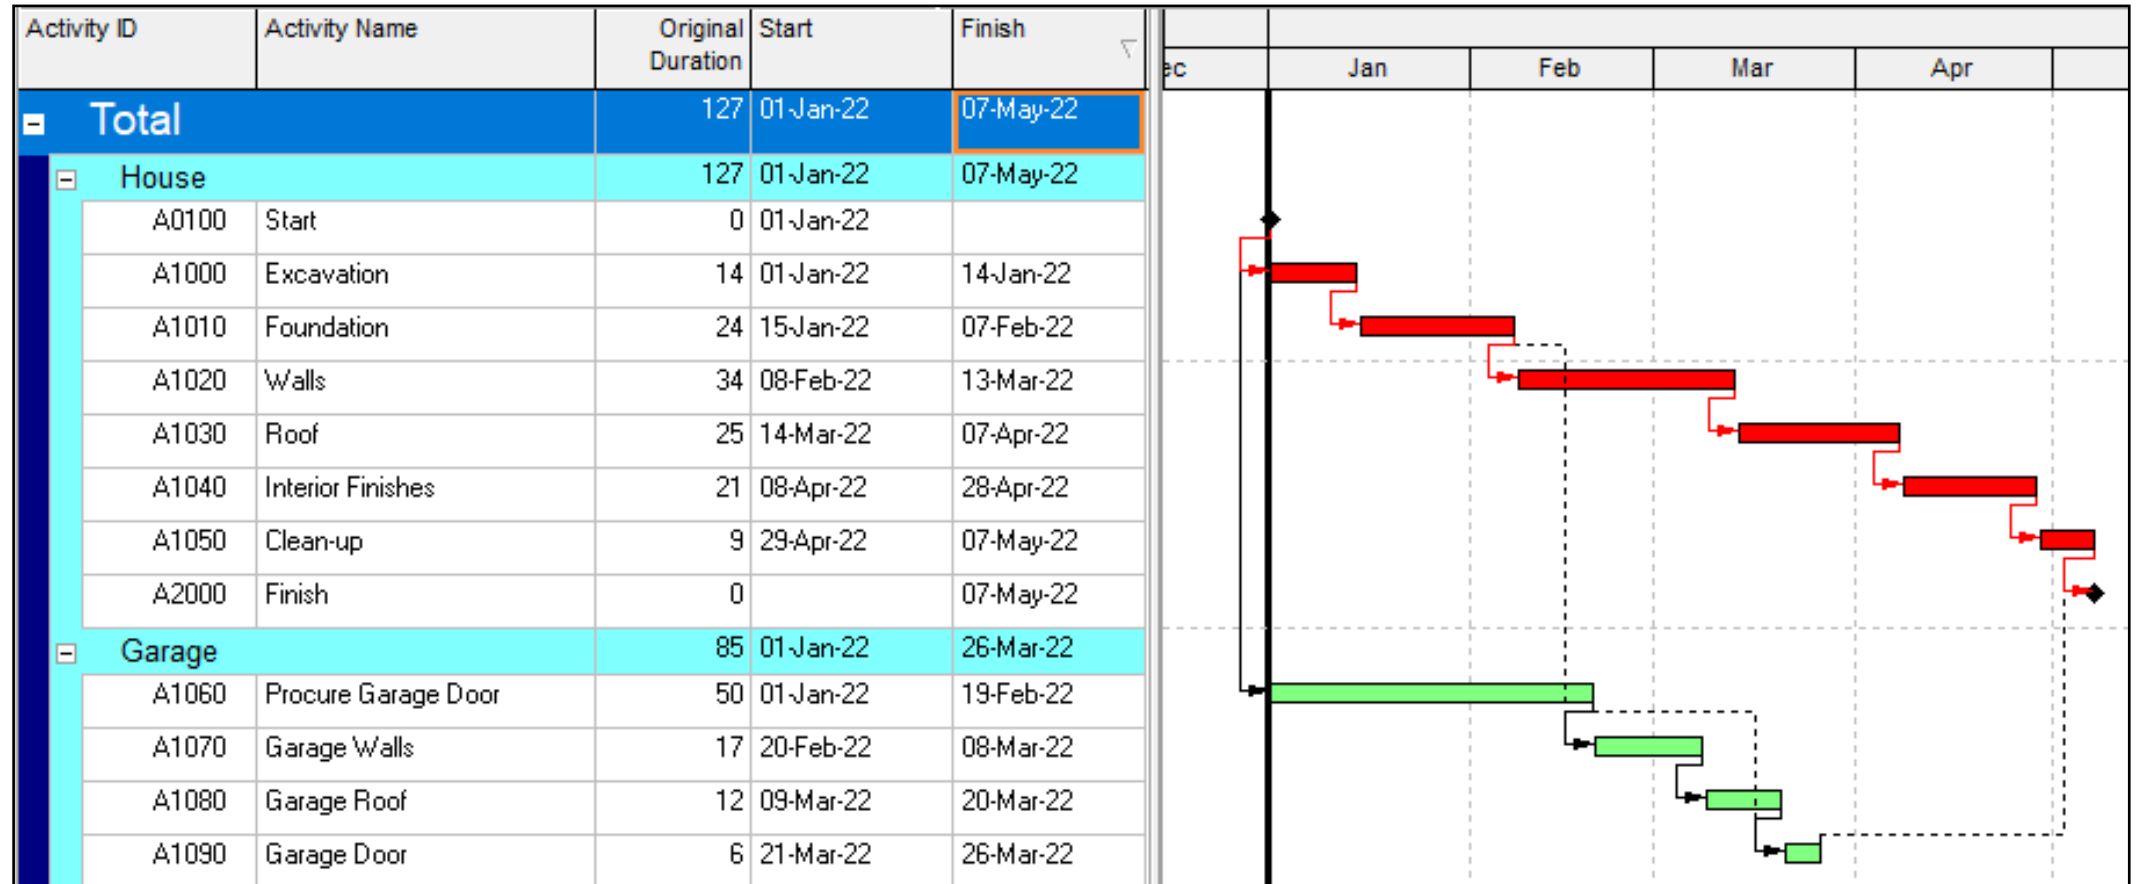 Activity ID Activity Name Original Duration Start Finish
ec Jan Feb Mar Apr
Total 127 01-Jan-22 07-May-22
House 127 01-Jan-22 07-May-22
A0100 Start 0 01-Jan-22
A1000 Excavation 14 01-Jan-22 14-Jan-22
A1010 Foundation 24 15-Jan-22 07-Feb-22
A1020 Walls 34 08-Feb-22 13-Mar-22
A1030 Roof 25 14-Mar-22 07-Apr-22
A1040 Interior Finishes 21 08-Apr-22 28-Apr-22
A1050 Clean-up 9 29-Apr-22 07-May-22
A2000 Finish 0 07-May-22
Garage 85 01-Jan-22 26-Mar-22
A1060 Procure Garage Door 50 01-Jan-22 19-Feb-22
A1070 Garage Walls 17 20-Feb-22 08-Mar-22
A1080 Garage Roof 12 09-Mar-22 20-Mar-22
A1090 Garage Door 6 21-Mar-22 26-Mar-22